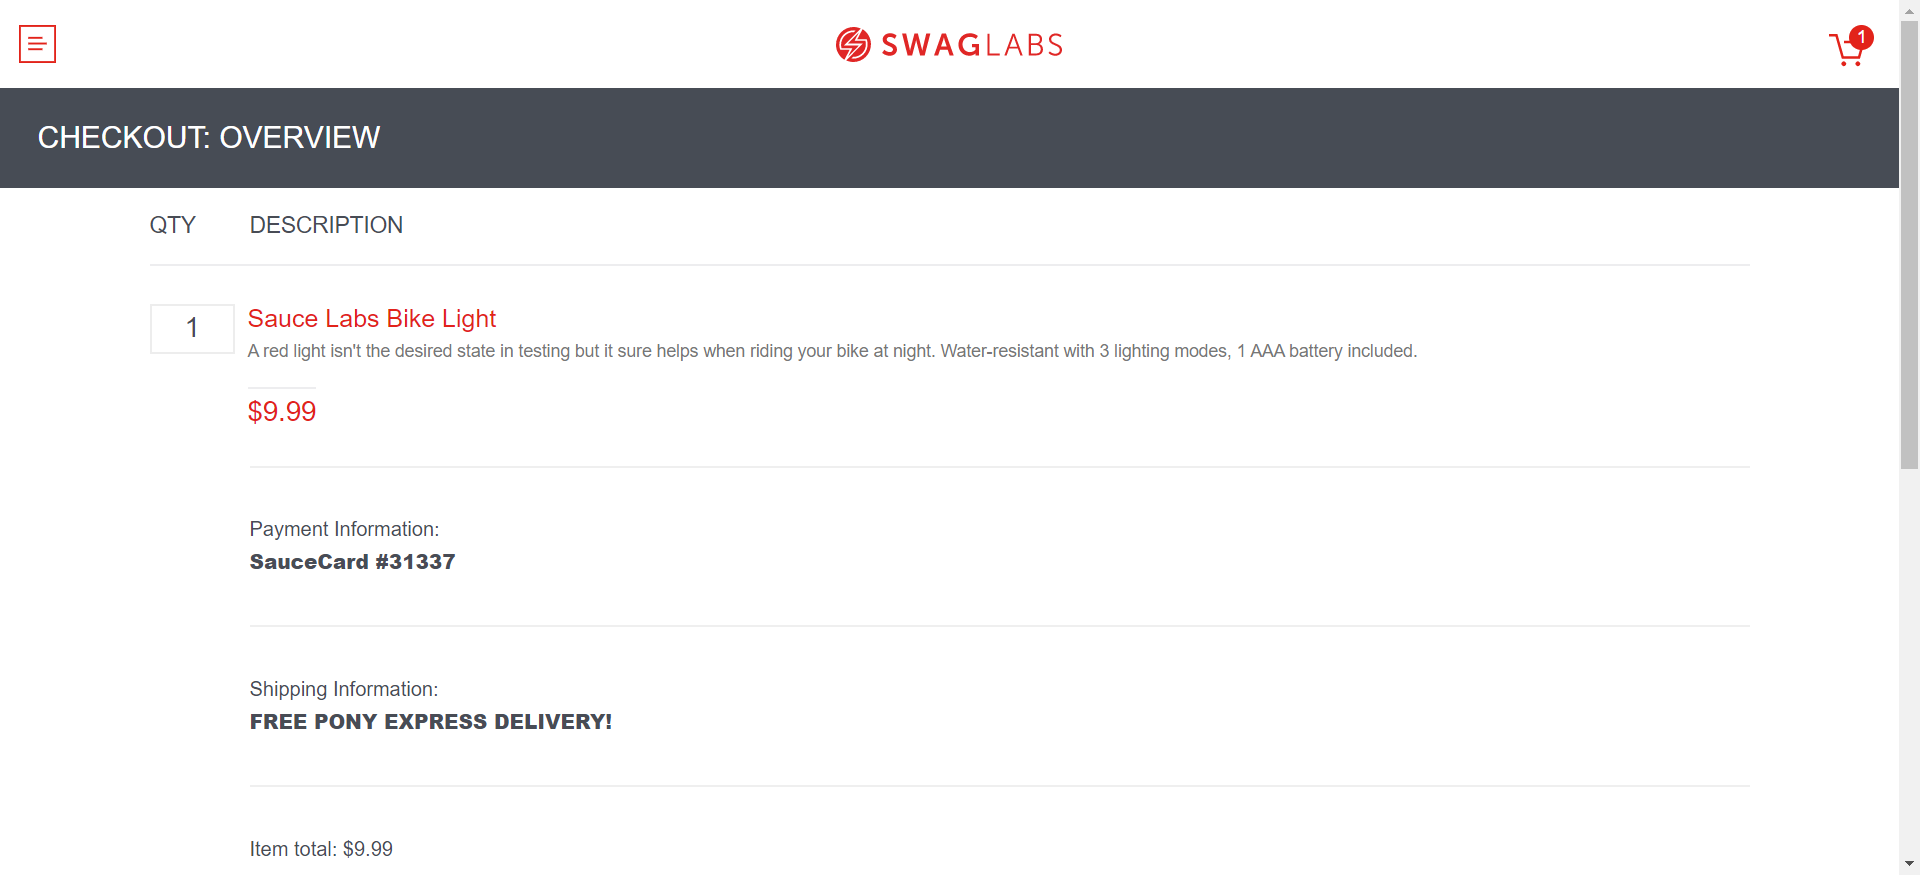 SWAGLABS
1
CHECKOUT: OVERVIEW
QTY DESCRIPTION
1
Sauce Labs Bike Light
A red light isn't the desired state in testing but it sure helps when riding your bike at night. Water-resistant with 3 lighting modes, 1 AAA battery included.
$9.99
Payment Information:
SauceCard #31337
Shipping Information:
FREE PONY EXPRESS DELIVERY!
Item total: $9.99